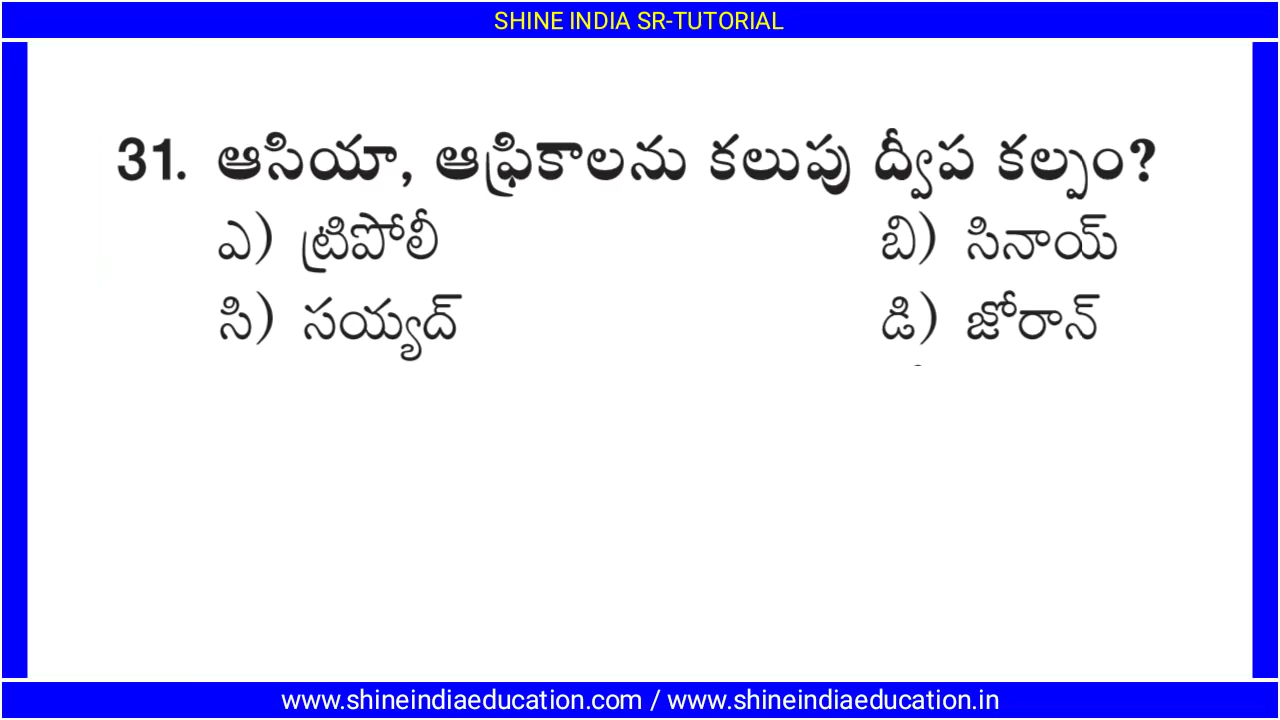 SHINE INDIA SR-TUTORIAL
31. ఆసియా, ఆఫ్రికాలను కలుపు ద్వీప కల్పం?
ఎ) ట్రిపోలీ బి) సినాయ్
సి) సయ్యద్ డి) జోరాన్
www.shineindiaeducation.com / www.shineindiaeducation.in